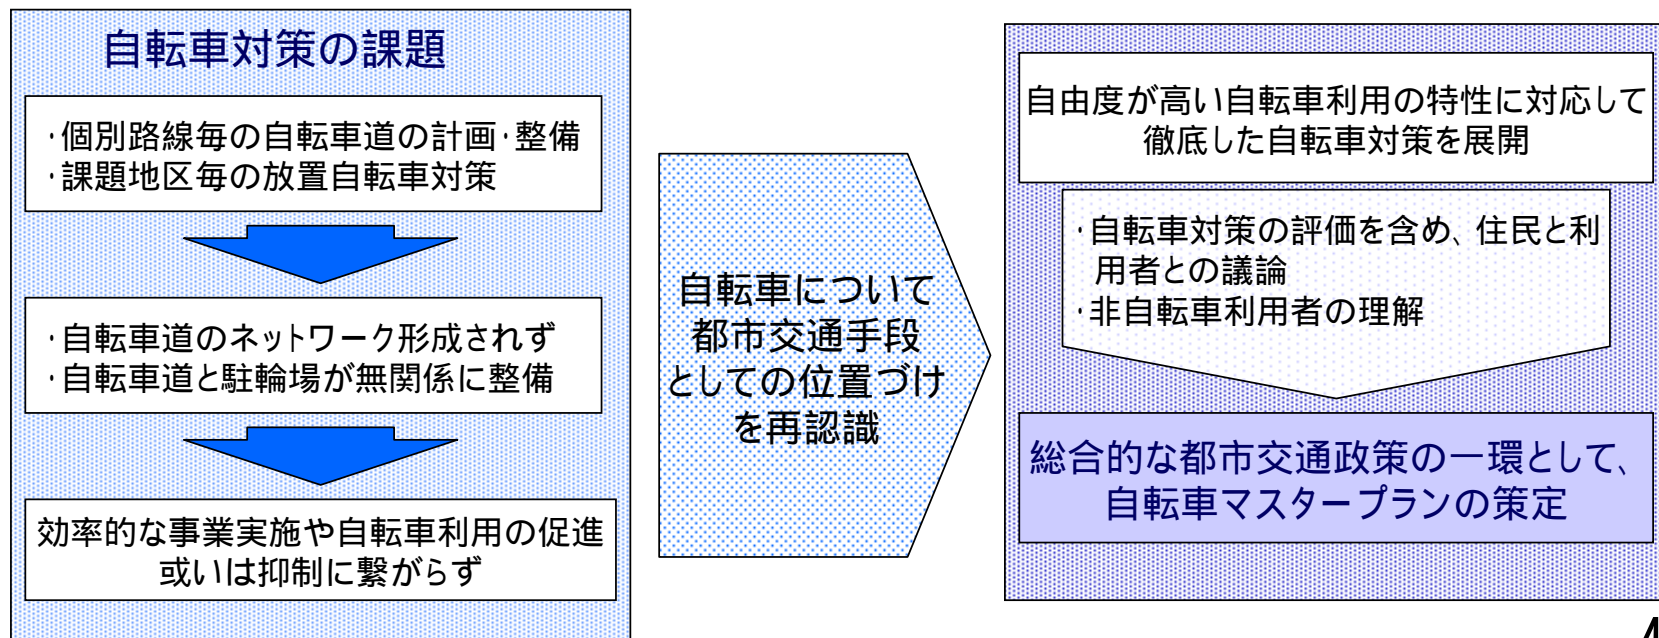 自転車対策の課題
･個別路線毎の自転車道の計画･整備
･課題地区毎の放置自転車対策
･自転車道のネットワーク形成されず
･自転車道と駐輪場が無関係に整備
効率的な事業実施や自転車利用の促進
或いは抑制に繋がらず
自転車について
都市交通手段
としての位置づけ
を再認識
自由度が高い自転車利用の特性に対応して
徹底した自転車対策を展開
･自転車対策の評価を含め、住民と利
用者との議論
･非自転車利用者の理解
総合的な都市交通政策の一環として、
自転車マスタープランの策定